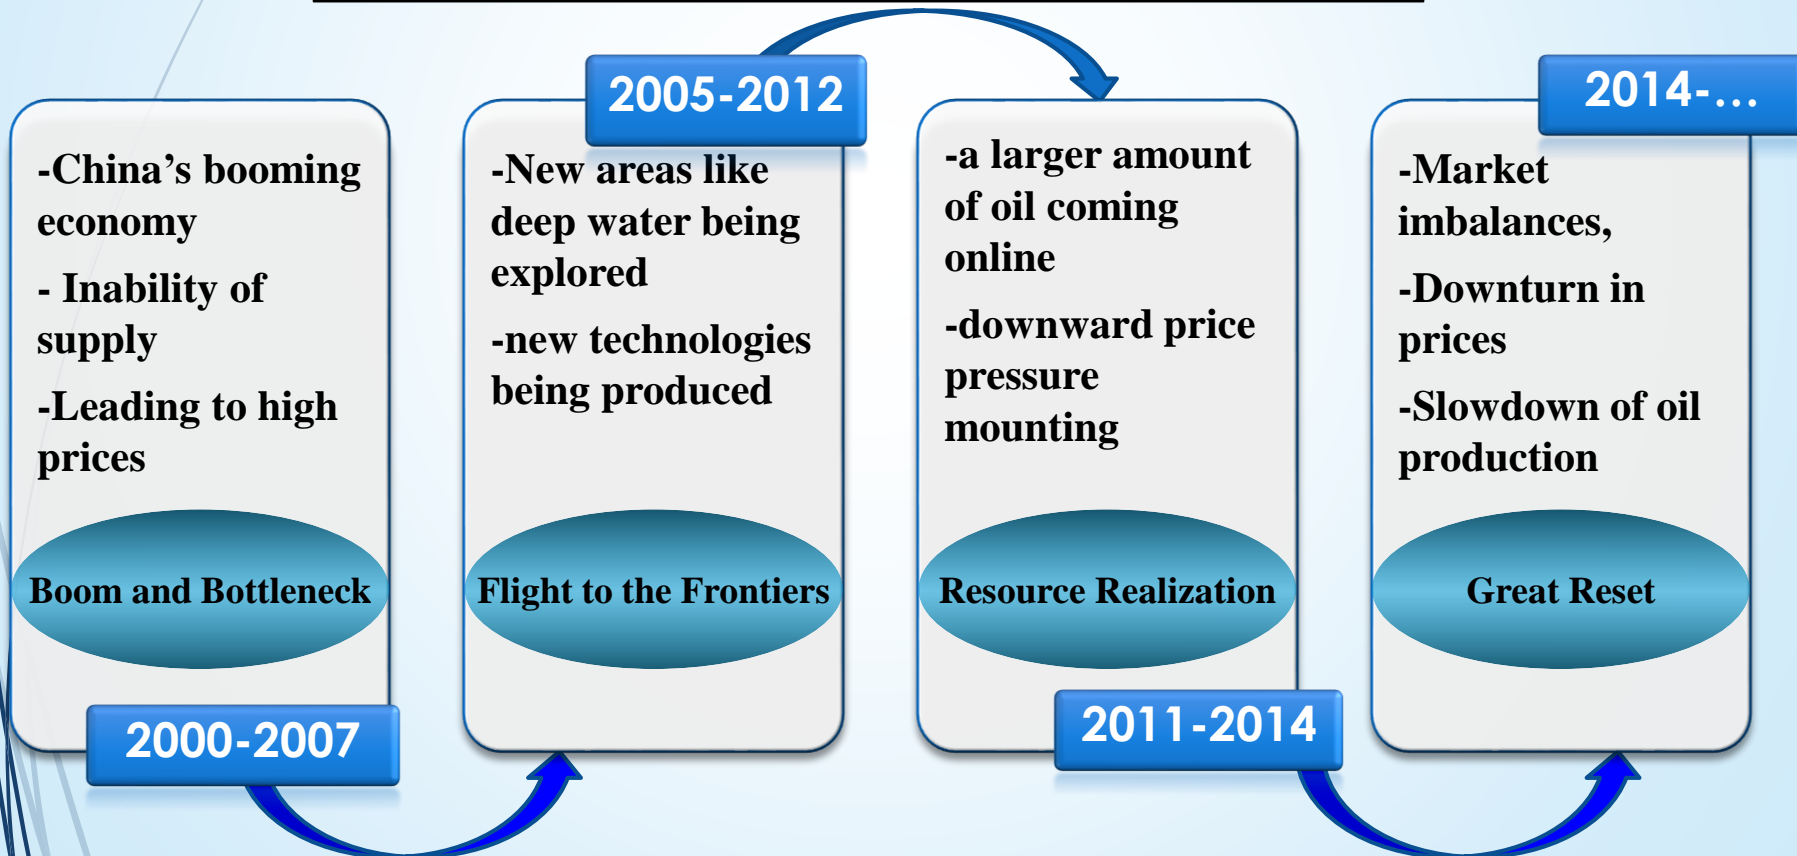 -China’s booming
economy
- Inability of
supply
-Leading to high
prices
Boom and Bottleneck
2000-2007
2005-2012
-New areas like
deep water being
explored
-new technologies
being produced
Flight to the Frontiers
-a larger amount
of oil coming
online
-downward price
pressure
mounting
Resource Realization
2011-2014
2014-…
-Market
imbalances,
-Downturn in
prices
-Slowdown of oil
production
Great Reset